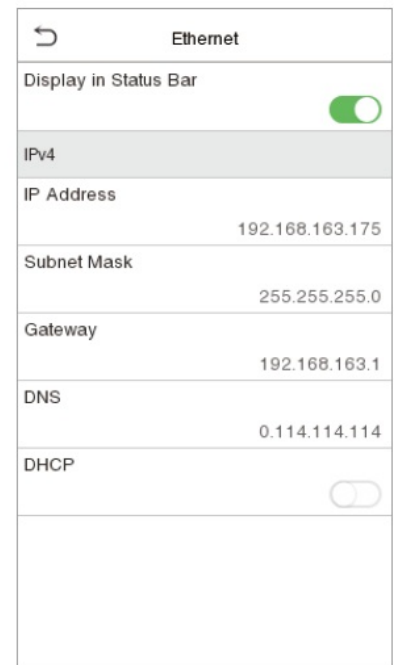 Ethernet
Display in Status Bar
IPv4
IP Address
192.168.163.175
Subnet Mask
255.255.255.0
Gateway
192.168.163.1
DNS
0.114.114.114
DHCP